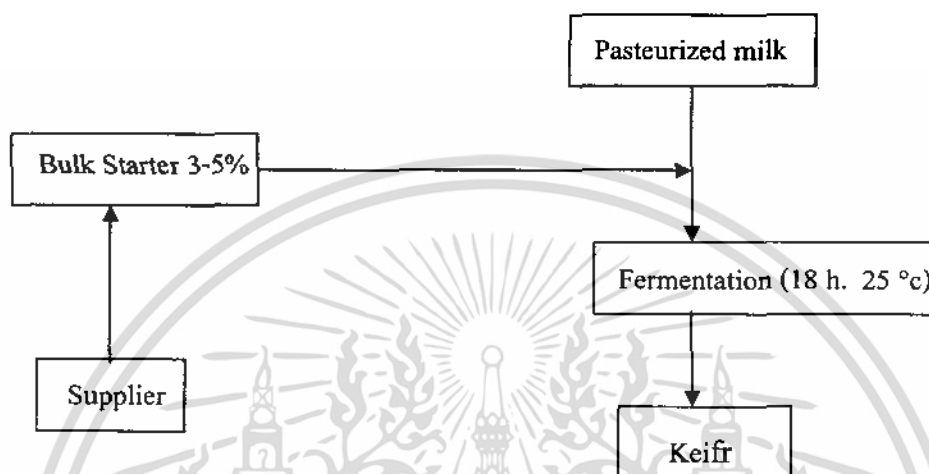 Pasteurized milk
Bulk Starter 3-5%
Fermentation (18 h. 25 °c)
Supplier
Keifr